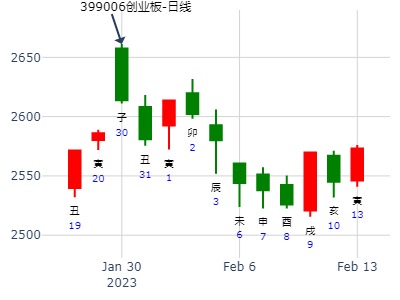 399006创业板-日线
2650
2600
2550
2500
丑
19
寅
20
子
30
丑
31
寅
1
卯
2
辰
3
未
6
申
7
酉
8
戌
9
亥
10
寅
13
Jan 30
2023
Feb 6
Feb 13